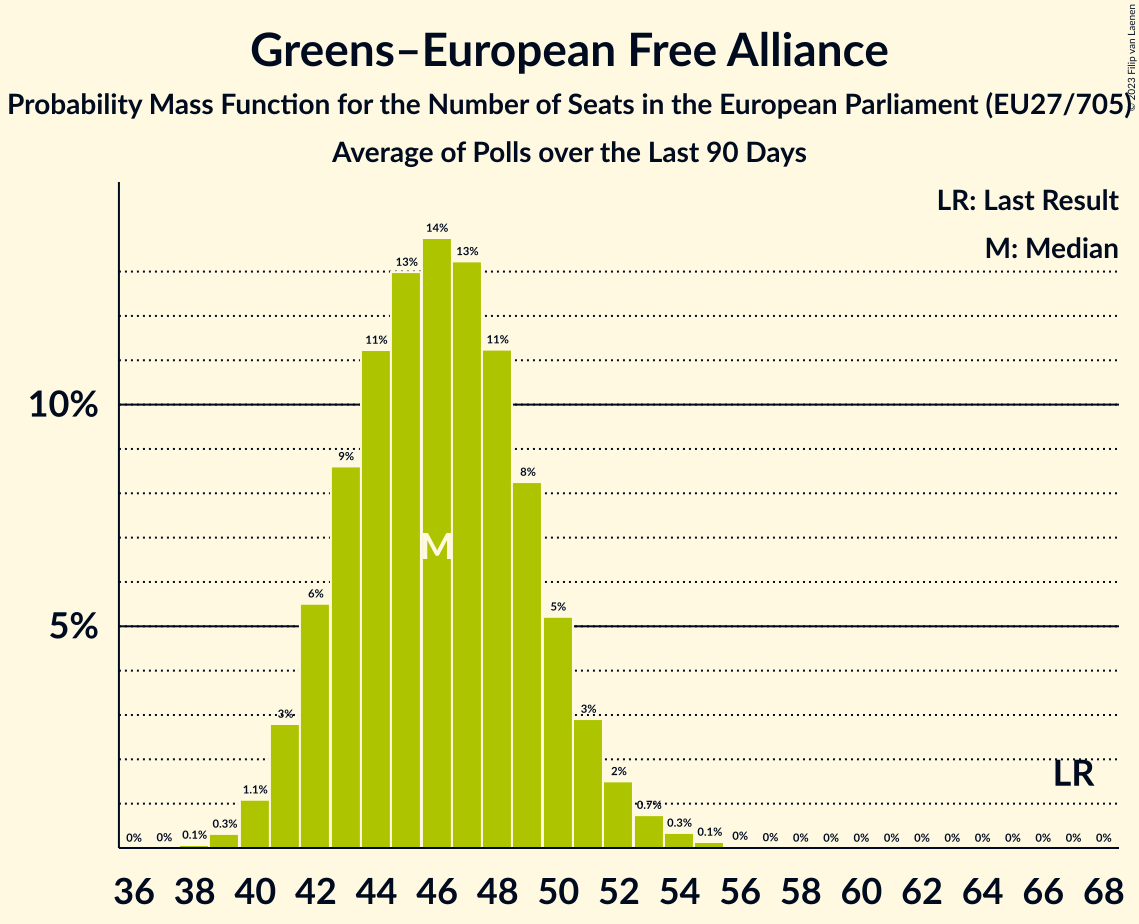 © 2023 Filip van Laenen
Greens–European Free Alliance
Probability Mass Function for the Number of Seats in the European Parliament (EU27/705)
Average of Polls over the Last 90 Days
LR: Last Result
M: Median
14%
13% 13%
11% 11%
10%
9%
8%
M
6%
5%
5%
3% 3%
LR
2%
1.1%
0.7%
0.3% 0.3%
0% 0% 0.1% 0.1% 0% 0% 0% 0% 0% 0% 0% 0% 0% 0% 0% 0% 0%
36 38 40 42 44 46 48 50 52 54 56 58 60 62 64 66 68